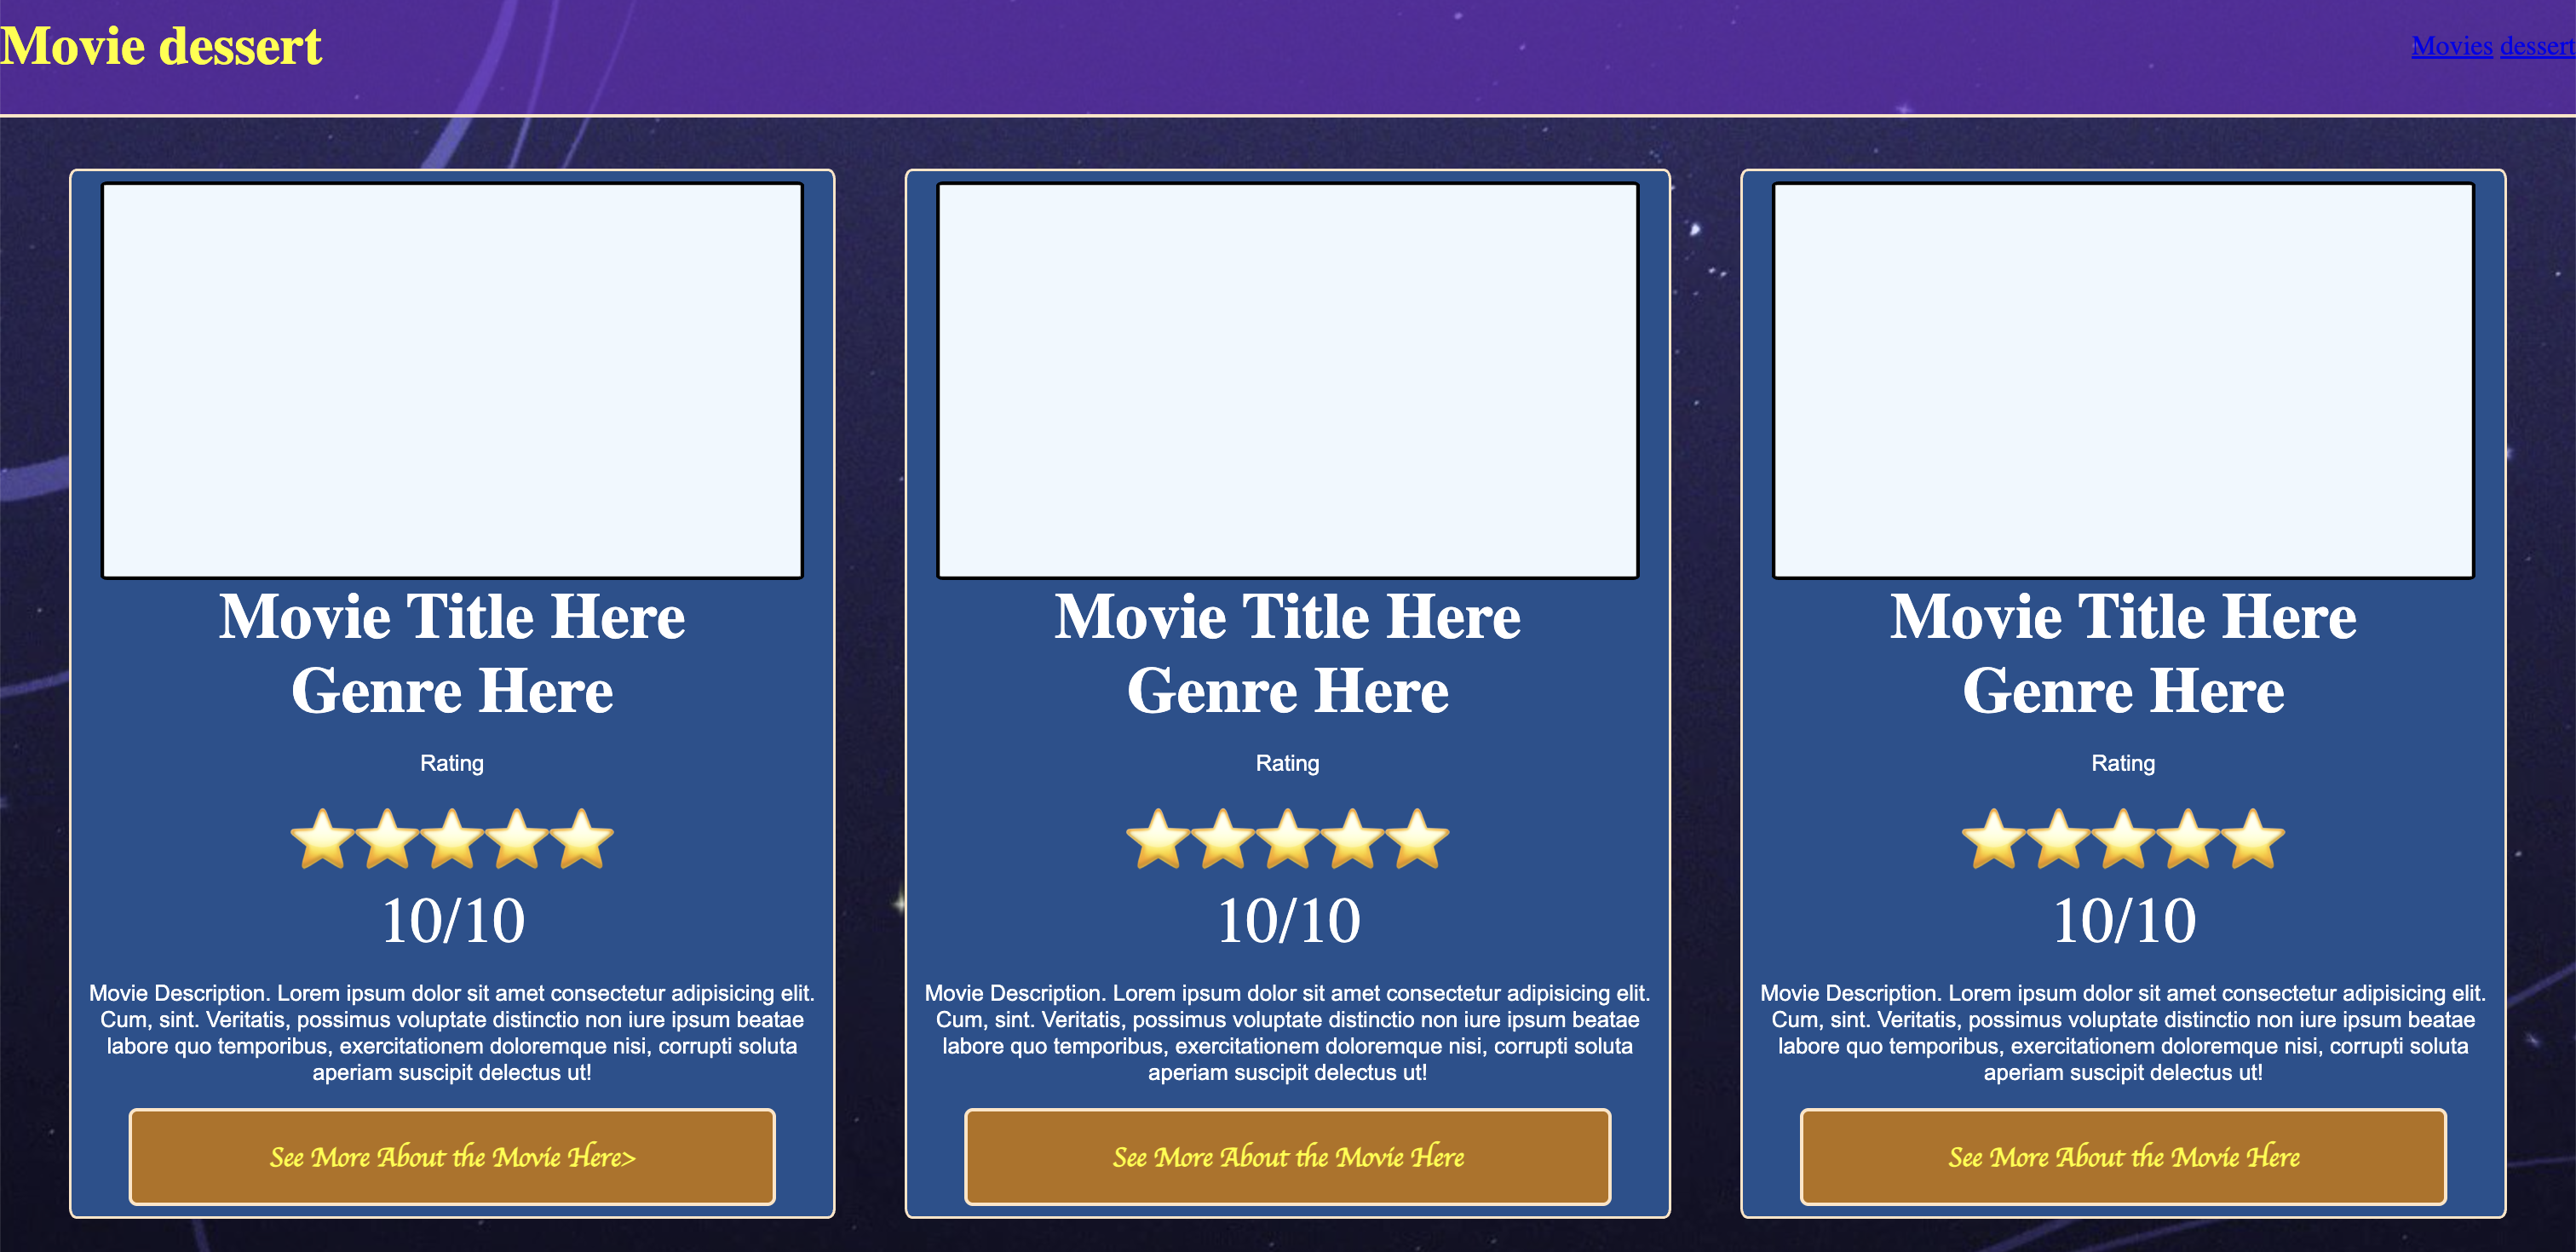 Movie dessert
Movies dessert
Movie Title Here
Genre Here
Rating
10/10
Movie Description. Lorem ipsum dolor sit amet consectetur adipisicing elit.
Cum, sint. Veritatis, possimus voluptate distinctio non iure ipsum beatae
labore quo temporibus, exercitationem doloremque nisi, corrupti soluta
aperiam suscipit delectus ut!
See More About the Movie Here>
Movie Title Here
Genre Here
Rating
10/10
Movie Description. Lorem ipsum dolor sit amet consectetur adipisicing elit.
Cum, sint. Veritatis, possimus voluptate distinctio non iure ipsum beatae
labore quo temporibus, exercitationem doloremque nisi, corrupti soluta
aperiam suscipit delectus ut!
See More About the Movie Here
Movie Title Here
Genre Here
Rating
10/10
Movie Description. Lorem ipsum dolor sit amet consectetur adipisicing elit.
Cum, sint. Veritatis, possimus voluptate distinctio non iure ipsum beatae
labore quo temporibus, exercitationem doloremque nisi, corrupti soluta
aperiam suscipit delectus ut!
See More About the Movie Here